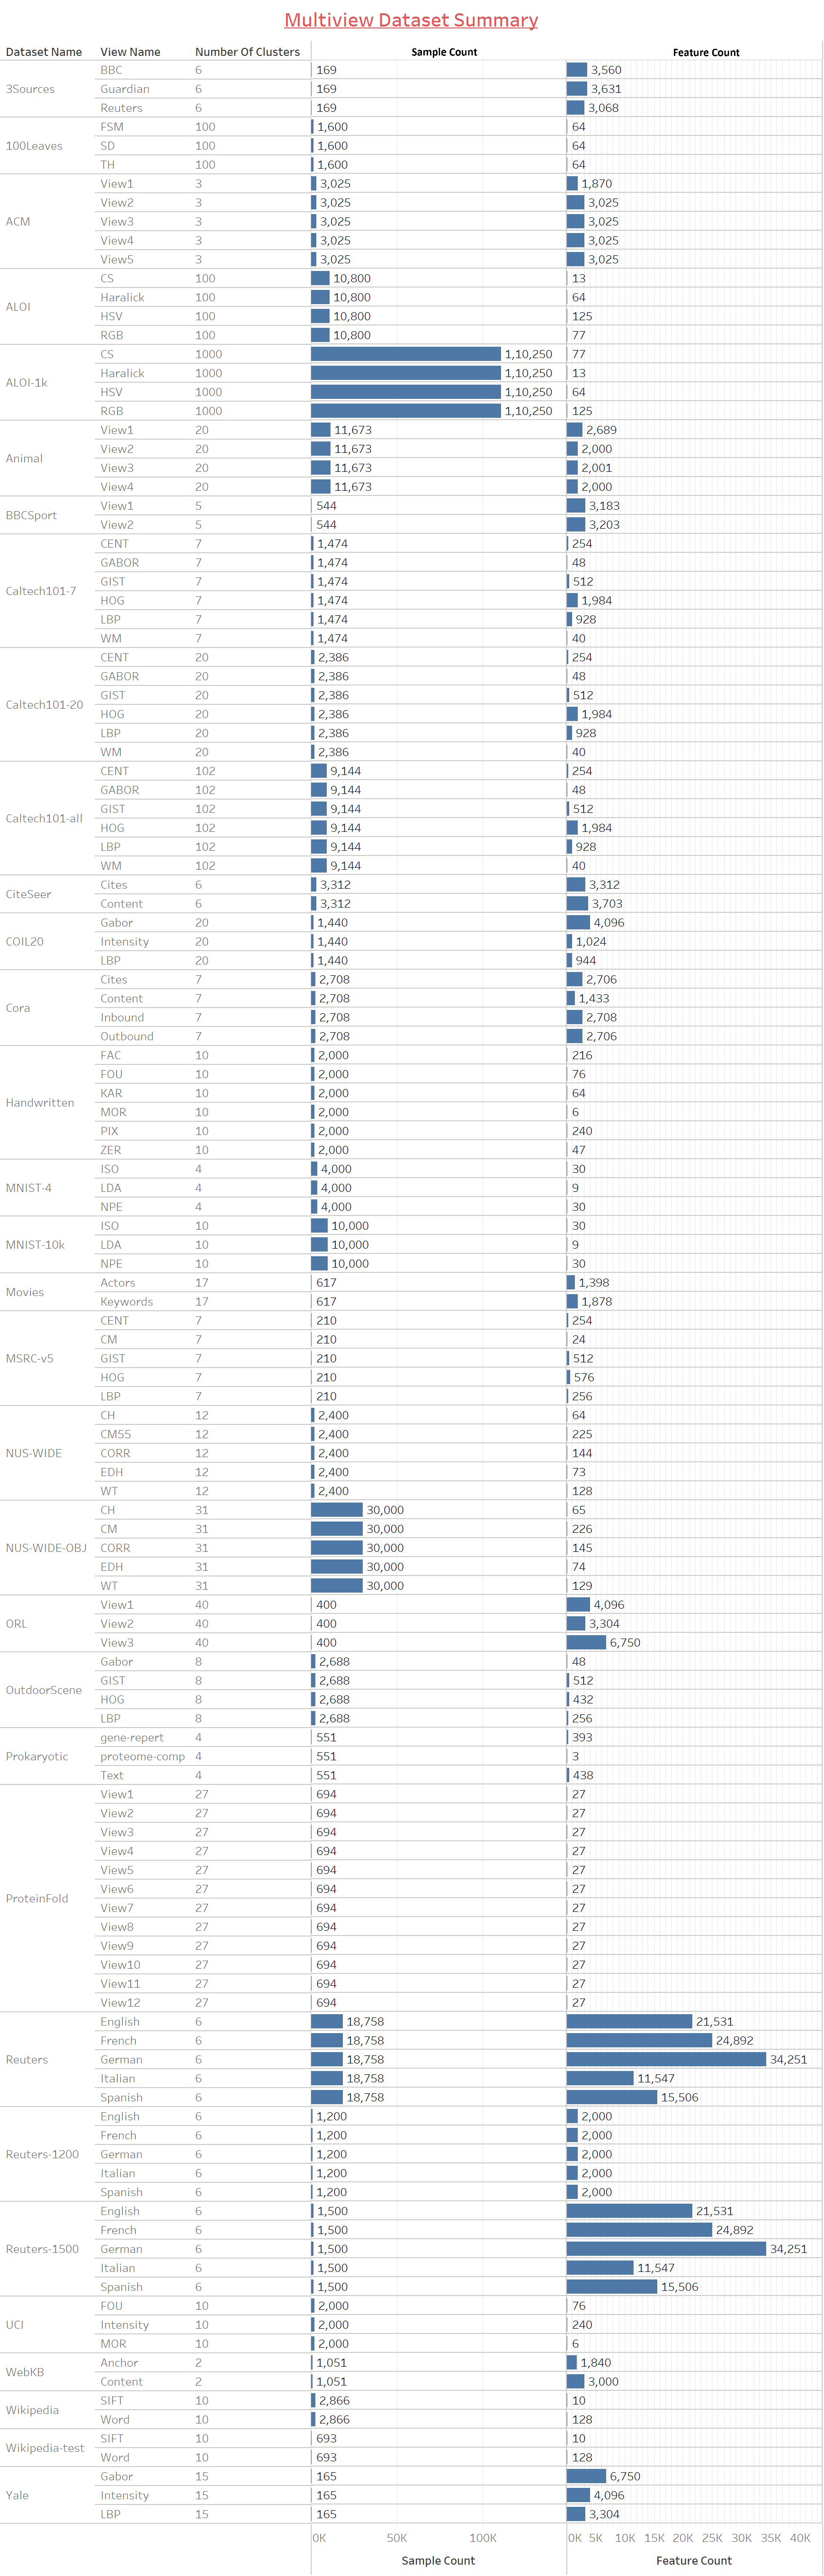 Multiview Dataset Summary
Dataset Name View Name Number Of Clusters Sample Count Feature Count
3Sources BBC 6 169 3,560
Guardian 6 169 3,631
Reuters 6 169 3,068
100Leaves FSM 100 1,600 64
SD 100 1,600 64
TH 100 1,600 64
ACM View1 3 3,025 1,870
View2 3 3,025 3,025
View3 3 3,025 3,025
View4 3 3,025 3,025
View5 3 3,025 3,025
ALOI CS 100 10,800 13
Haralick 100 10,800 64
HSV 100 10,800 125
RGB 100 10,800 77
ALOI-1k CS 1000 1,10,250 77
Haralick 1000 1,10,250 13
HSV 1000 1,10,250 64
RGB 1000 1,10,250 125
Animal View1 20 11,673 2,689
View2 20 11,673 2,000
View3 20 11,673 2,001
View4 20 11,673 2,000
BBCSport View1 5 544 3,183
View2 5 544 3,203
Caltech101-7 CENT 7 1,474 254
GABOR 7 1,474 48
GIST 7 1,474 512
HOG 7 1,474 1,984
LBP 7 1,474 928
WM 7 1,474 40
Caltech101-20 CENT 20 2,386 254
GABOR 20 2,386 48
GIST 20 2,386 512
HOG 20 2,386 1,984
LBP 20 2,386 928
WM 20 2,386 40
Caltech101-all CENT 102 9,144 254
GABOR 102 9,144 48
GIST 102 9,144 512
HOG 102 9,144 1,984
LBP 102 9,144 928
WM 102 9,144 40
CiteSeer Cites 6 3,312 3,312
Content 6 3,312 3,703
COIL20 Gabor 20 1,440 4,096
Intensity 20 1,440 1,024
LBP 20 1,440 944
Cora Cites 7 2,708 2,706
Content 7 2,708 1,433
Inbound 7 2,708 2,708
Outbound 7 2,708 2,706
Handwritten FAC 10 2,000 216
FOU 10 2,000 76
KAR 10 2,000 64
MOR 10 2,000 6
PIX 10 2,000 240
ZER 10 2,000 47
MNIST-4 ISO 4 4,000 30
LDA 4 4,000 9
NPE 4 4,000 30
MNIST-10k ISO 10 10,000 30
LDA 10 10,000 9
NPE 10 10,000 30
Movies Actors 17 617 1,398
Keywords 17 617 1,878
MSRC-v5 CENT 7 210 254
CM 7 210 24
GIST 7 210 512
HOG 7 210 576
LBP 7 210 256
NUS-WIDE CH 12 2,400 64
CM55 12 2,400 225
CORR 12 2,400 144
EDH 12 2,400 73
WT 12 2,400 128
NUS-WIDE-OBJ CH 31 30,000 65
CM 31 30,000 226
CORR 31 30,000 145
EDH 31 30,000 74
WT 31 30,000 129
ORL View1 40 400 4,096
View2 40 400 3,304
View3 40 400 6,750
OutdoorScene Gabor 8 2,688 48
GIST 8 2,688 512
HOG 8 2,688 432
LBP 8 2,688 256
Prokaryotic gene-repert 4 551 393
proteome-comp 4 551 3
Text 4 551 438
ProteinFold View1 27 694 27
View2 27 694 27
View3 27 694 27
View4 27 694 27
View5 27 694 27
View6 27 694 27
View7 27 694 27
View8 27 694 27
View9 27 694 27
View10 27 694 27
View11 27 694 27
View12 27 694 27
Reuters English 6 18,758 21,531
French 6 18,758 24,892
German 6 18,758 34,251
Italian 6 18,758 11,547
Spanish 6 18,758 15,506
Reuters-1200 English 6 1,200 2,000
French 6 1,200 2,000
German 6 1,200 2,000
Italian 6 1,200 2,000
Spanish 6 1,200 2,000
Reuters-1500 English 6 1,500 21,531
French 6 1,500 24,892
German 6 1,500 34,251
Italian 6 1,500 11,547
Spanish 6 1,500 15,506
UCI FOU 10 2,000 76
Intensity 10 2,000 240
MOR 10 2,000 6
WebKB Anchor 2 1,051 1,840
Content 2 1,051 3,000
Wikipedia SIFT 10 2,866 10
Word 10 2,866 128
Wikipedia-test SIFT 10 693 10
Word 10 693 128
Yale Gabor 15 165 6,750
Intensity 15 165 4,096
LBP 15 165 3,304
0K 50K 100K 0K 5K 10K 15K 20K 25K 30K 35K 40K
Sample Count Feature Count